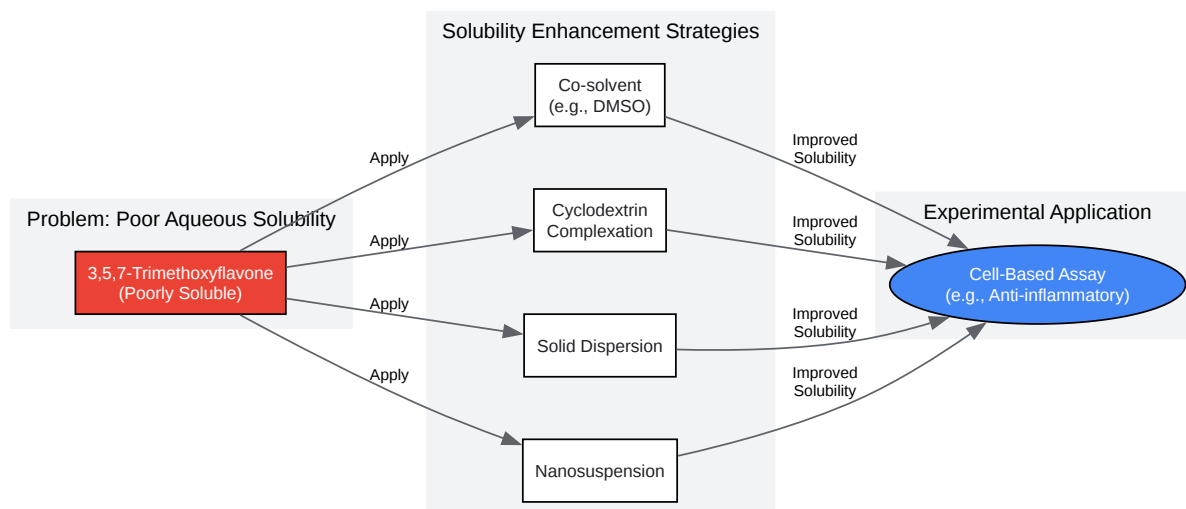 Solubility Enhancement Strategies
Co-solvent
(e.g., DMSO)
Improved
Solubility
Apply
Cyclodextrin
Complexation
Improved
Solubility
Experimental Application
Problem: Poor Aqueous Solubility
Apply
3,5,7-Trimethoxyflavone
(Poorly Soluble)
Cell-Based Assay
(e.g., Anti-inflammatory)
Apply
Improved
Solubility
Solid Dispersion
Apply
Improved
Solubility
Nanosuspension